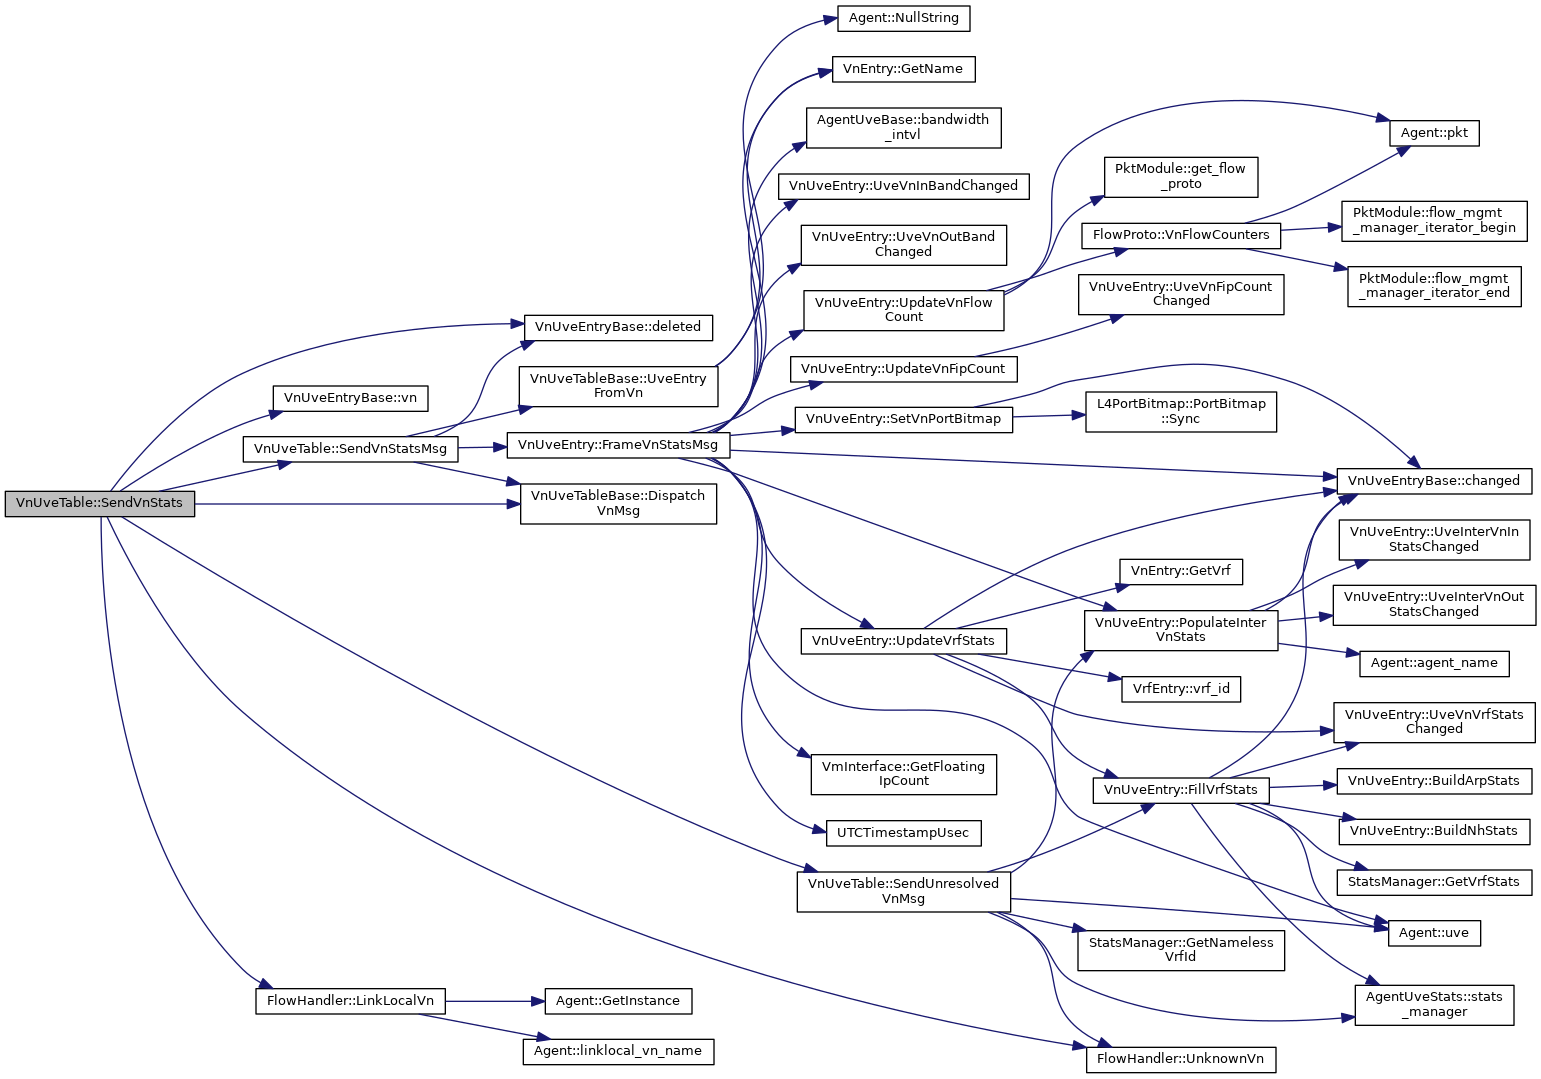 VnUveTable::SendVnStats
VnUveEntryBase::deleted
VnUveEntryBase::vn
VnUveTable::SendVnStatsMsg
VnUveTableBase::UveEntry
FromVn
VnUveEntry::FrameVnStatsMsg
VnUveTableBase::Dispatch
VnMsg
FlowHandler::LinkLocalVn
Agent::GetInstance
Agent::linklocal_vn_name
Agent::NullString
VnEntry::GetName
AgentUveBase::bandwidth
_intvl
VnUveEntry::UveVnInBandChanged
VnUveEntry::UveVnOutBand
Changed
VnUveEntry::UpdateVnFlow
Count
VnUveEntry::UpdateVnFipCount
VnUveEntry::SetVnPortBitmap
VnUveEntry::UpdateVrfStats
VmInterface::GetFloating
IpCount
UTCTimestampUsec
VnUveTable::SendUnresolved
VnMsg
PktModule::get_flow
_proto
FlowProto::VnFlowCounters
VnUveEntry::UveVnFipCount
Changed
L4PortBitmap::PortBitmap
::Sync
VnEntry::GetVrf
VnUveEntry::PopulateInter
VnStats
VrfEntry::vrf_id
VnUveEntry::FillVrfStats
StatsManager::GetNameless
VrfId
FlowHandler::UnknownVn
Agent::pkt
PktModule::flow_mgmt
_manager_iterator_begin
PktModule::flow_mgmt
_manager_iterator_end
VnUveEntryBase::changed
VnUveEntry::UveInterVnIn
StatsChanged
VnUveEntry::UveInterVnOut
StatsChanged
Agent::agent_name
VnUveEntry::UveVnVrfStats
Changed
VnUveEntry::BuildArpStats
VnUveEntry::BuildNhStats
StatsManager::GetVrfStats
Agent::uve
AgentUveStats::stats
_manager